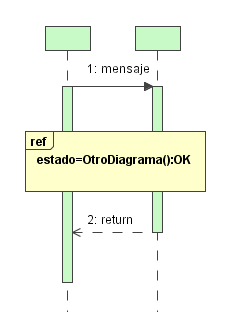 1: mensaje
ref
estado=OtroDiagrama():OK
2: return